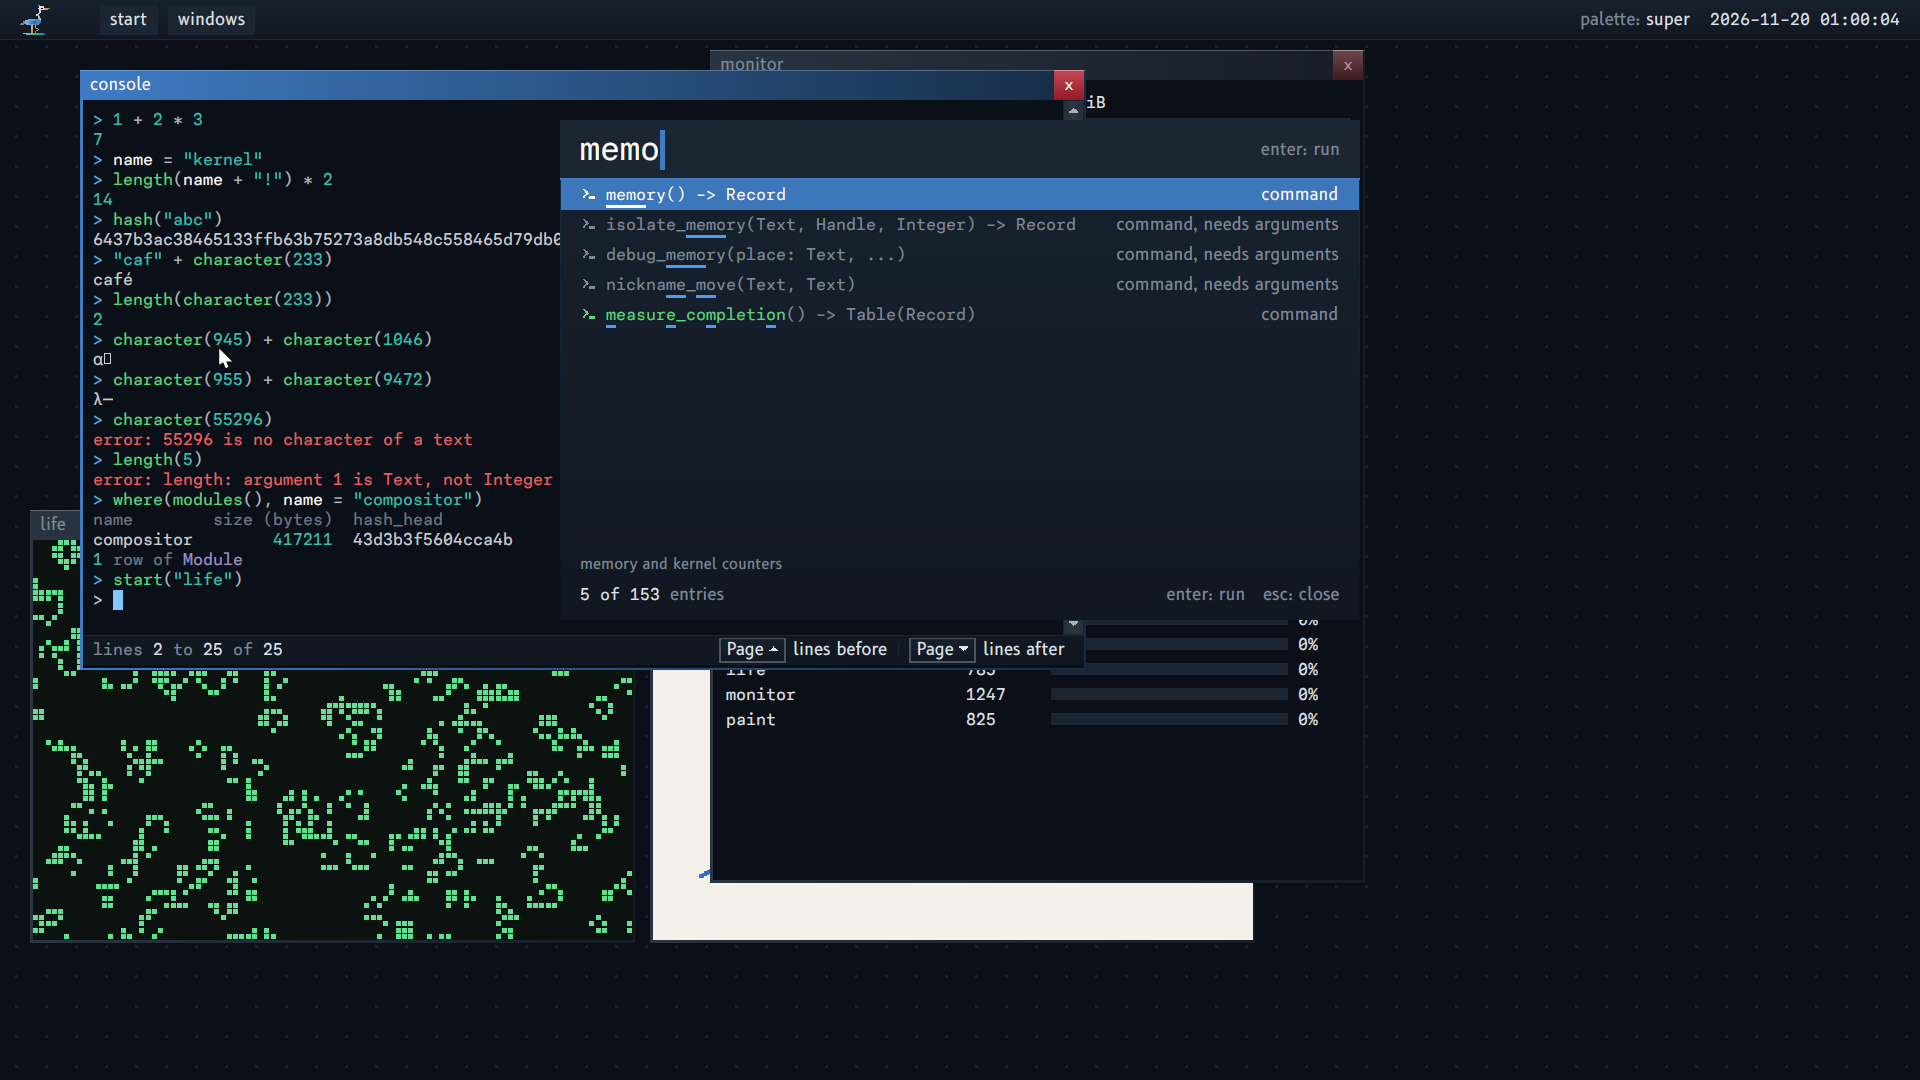 start windows palette: super 2026-11-20 01:00:04
monitor x
console x
iB
> 1 + 2 * 3
7
> name = "kernel"
> length(name + "!") * 2
14
> hash("abc")
6437b3ac38465133ffb63b75273a8db548c558465d79db0
> "caf" + character(233)
café
> length(character(233))
2
> character(945) + character(1046)
α▯
> character(955) + character(9472)
λ─
> character(55296)
error: 55296 is no character of a text
> length(5)
error: length: argument 1 is Text, not Integer
> where(modules(), name = "compositor")
name size (bytes) hash_head
compositor 417211 43d3b3f5604cca4b
1 row of Module
> start("life")
>
lines 2 to 25 of 25 Page lines before Page lines after
memo enter: run
memory() -> Record command
isolate_memory(Text, Handle, Integer) -> Record command, needs arguments
debug_memory(place: Text, ...) command, needs arguments
nickname_move(Text, Text) command, needs arguments
measure_completion() -> Table(Record) command
memory and kernel counters
5 of 153 entries enter: run esc: close
life
0%
0%
life 785 0%
monitor 1247 0%
paint 825 0%